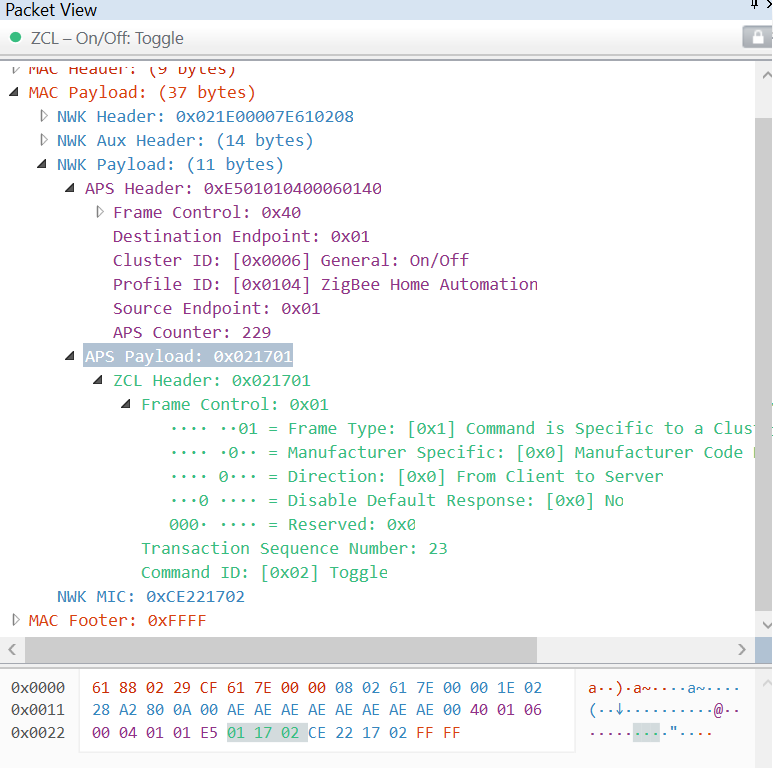 Packet View
ZCL – On/Off: Toggle
MAC Header: (9 bytes)
MAC Payload: (37 bytes)
NWK Header: 0x021E00007E610208
NWK Aux Header: (14 bytes)
NWK Payload: (11 bytes)
APS Header: 0xE501010400060140
Frame Control: 0x40
Destination Endpoint: 0x01
Cluster ID: [0x0006] General: On/Off
Profile ID: [0x0104] ZigBee Home Automation
Source Endpoint: 0x01
APS Counter: 229
APS Payload: 0x021701
ZCL Header: 0x021701
Frame Control: 0x01
···· ··01 = Frame Type: [0x1] Command is Specific to a Clus
···· ·0·· = Manufacturer Specific: [0x0] Manufacturer Code
···· 0··· = Direction: [0x0] From Client to Server
···0 ···· = Disable Default Response: [0x0] No
000· ···· = Reserved: 0x0
Transaction Sequence Number: 23
Command ID: [0x02] Toggle
NWK MIC: 0xCE221702
MAC Footer: 0xFFFF
0x0000 61 88 02 29 CF 61 7E 00 00 08 02 61 7E 00 00 1E 02 a··)·a~····a~····
0x0011 28 A2 80 0A 00 AE AE AE AE AE AE AE AE 00 40 01 06 (··↓··········@··
0x0022 00 04 01 01 E5 01 17 02 CE 22 17 02 FF FF ·········"····